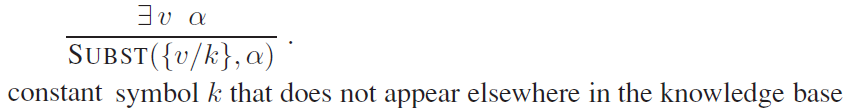 ∃ v α
SUBST({v/k}, α) .
constant symbol k that does not appear elsewhere in the knowledge base